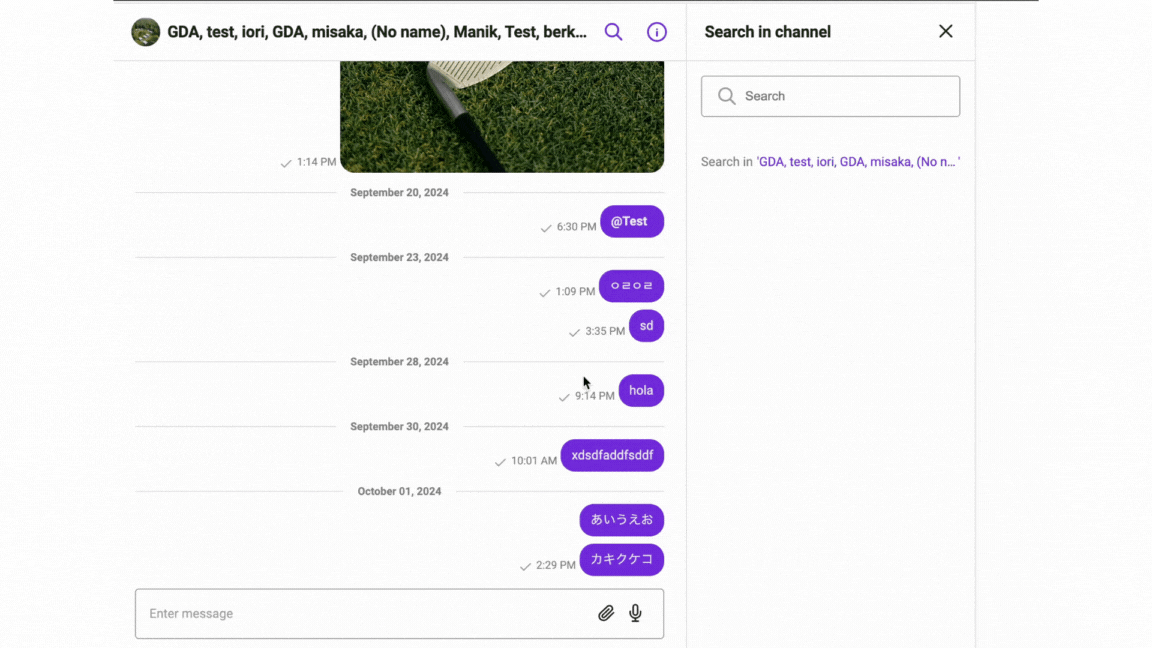 GDA, test, iori, GDA, misaka, (No name), Manik, Test, berk...
1:14 PM
September 20, 2024
6:30 PM @Test
September 23, 2024
1:09 PM ㅇㄹㅇㄹ
3:35 PM sd
September 28, 2024
9:14 PM hola
September 30, 2024
10:01 AM xdsdfaddfsddf
October 01, 2024
あいうえお
2:29 PM カキクケコ
Enter message
Search in channel
Search
Search in 'GDA, test, iori, GDA, misaka, (No n... '